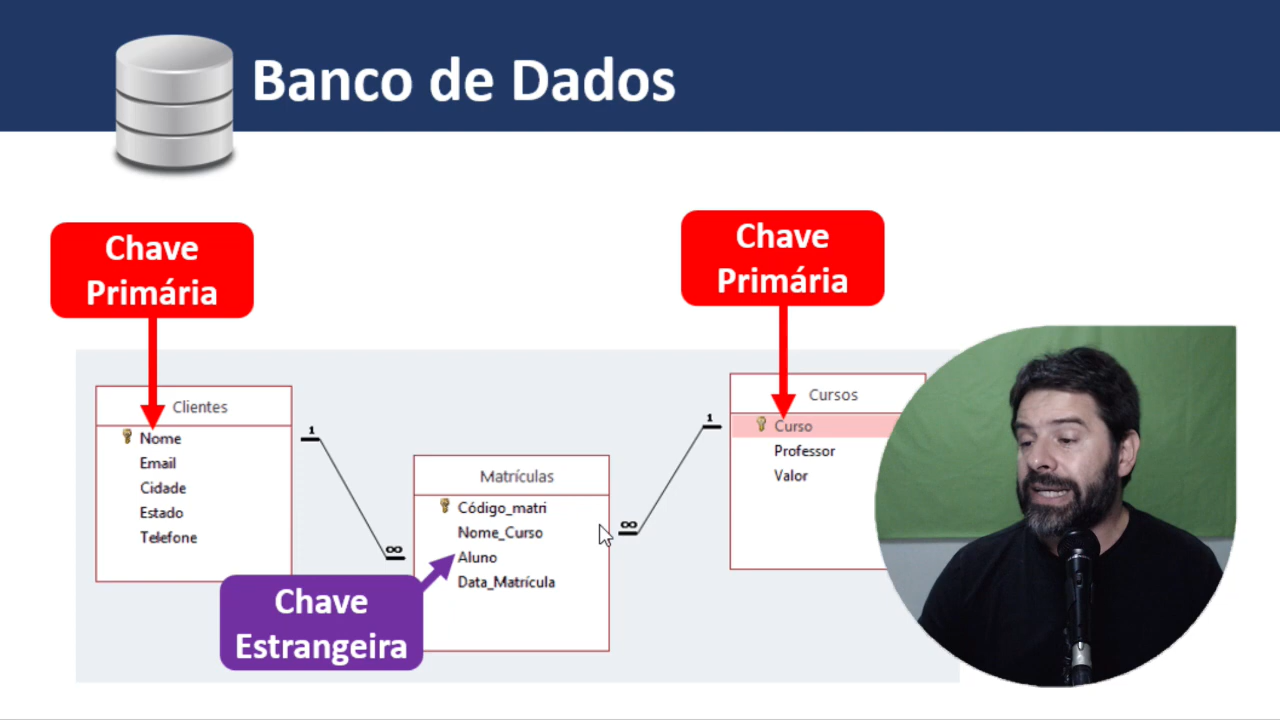 Banco de Dados
Chave
Primária
Chave
Primária
Clientes
Nome
Email
Cidade
Estado
Telefone
1
∞
Matrículas
Código_matri
Nome_Curso
Aluno
Data_Matrícula
Chave
Estrangeira
1
∞
Cursos
Curso
Professor
Valor